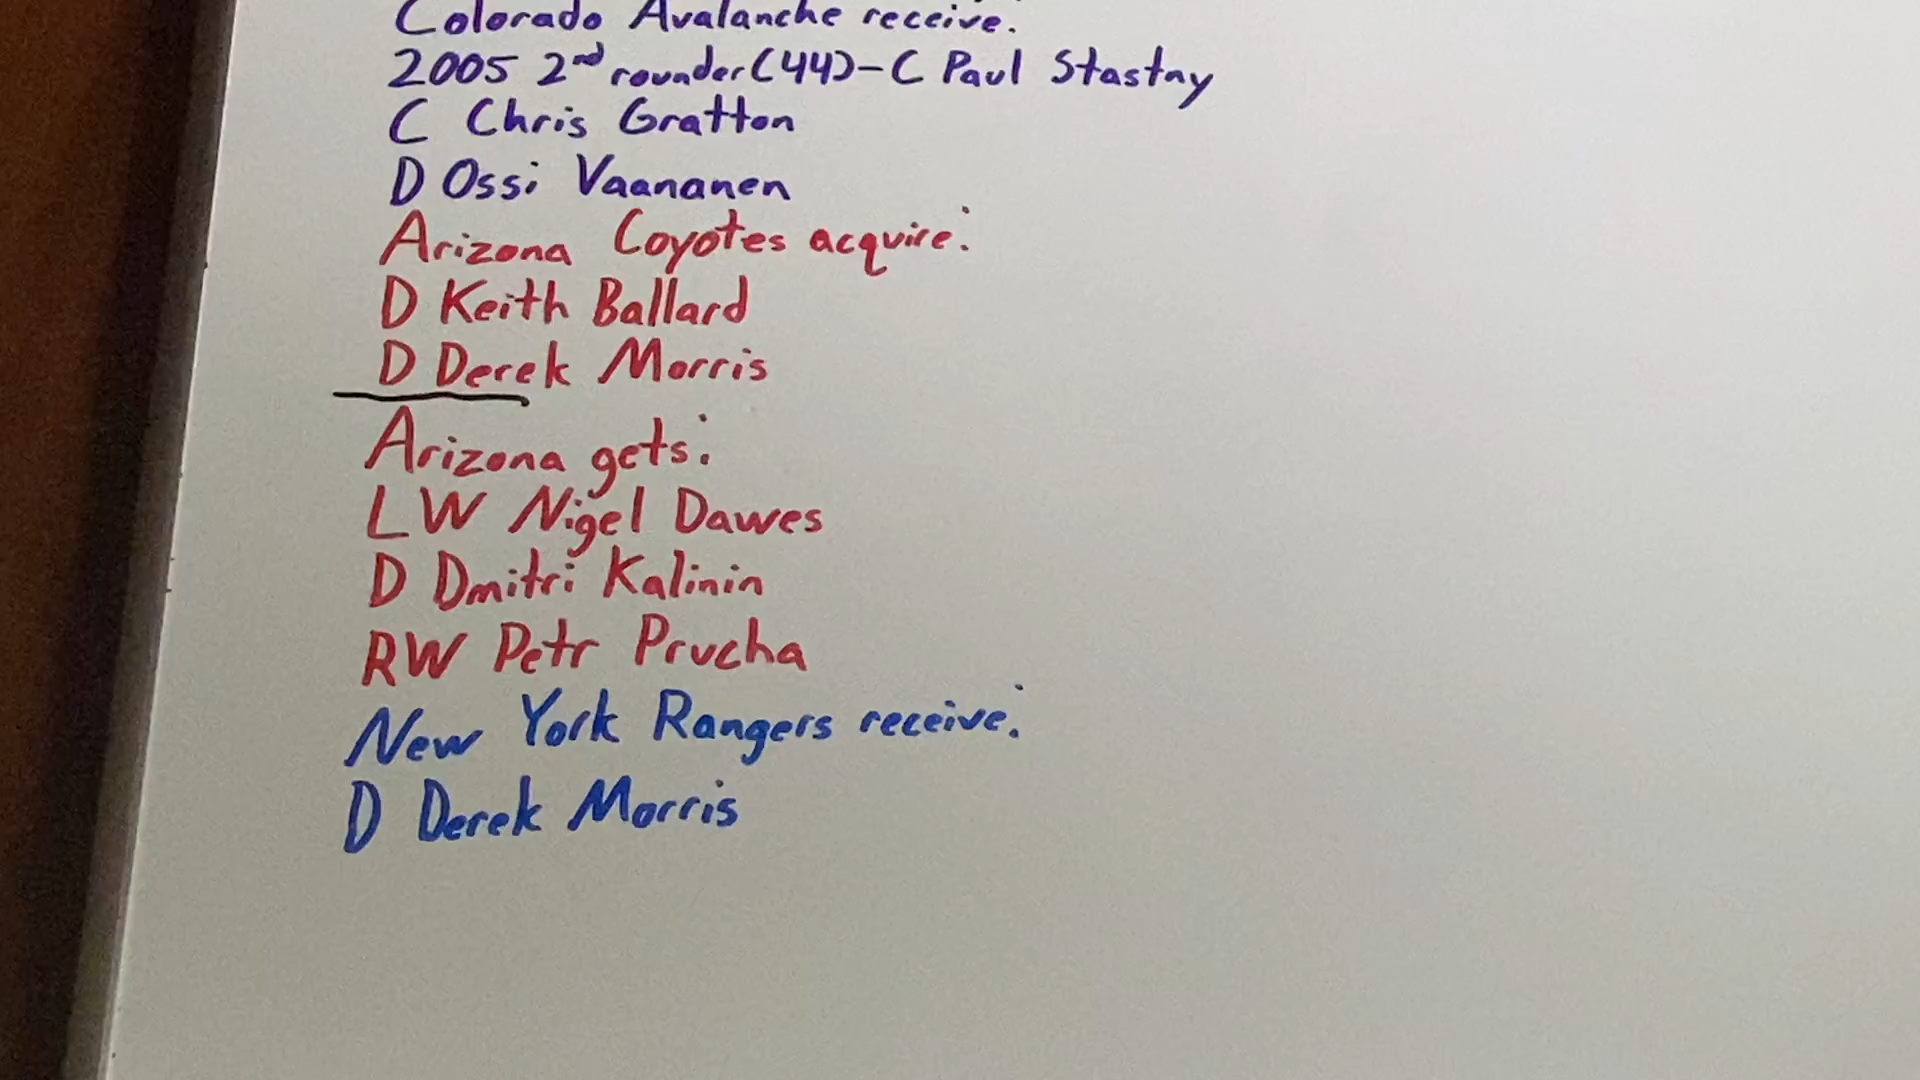 Colorado Avalanche receive:
2005 2nd rounder(44)-C Paul Stastny
C Chris Gratton
D Ossi Vaananen
Arizona Coyotes acquire:
D Keith Ballard
D Derek Morris
Arizona gets:
LW Nigel Dawes
D Dmitri Kalinin
RW Petr Prucha
New York Rangers receive:
D Derek Morris